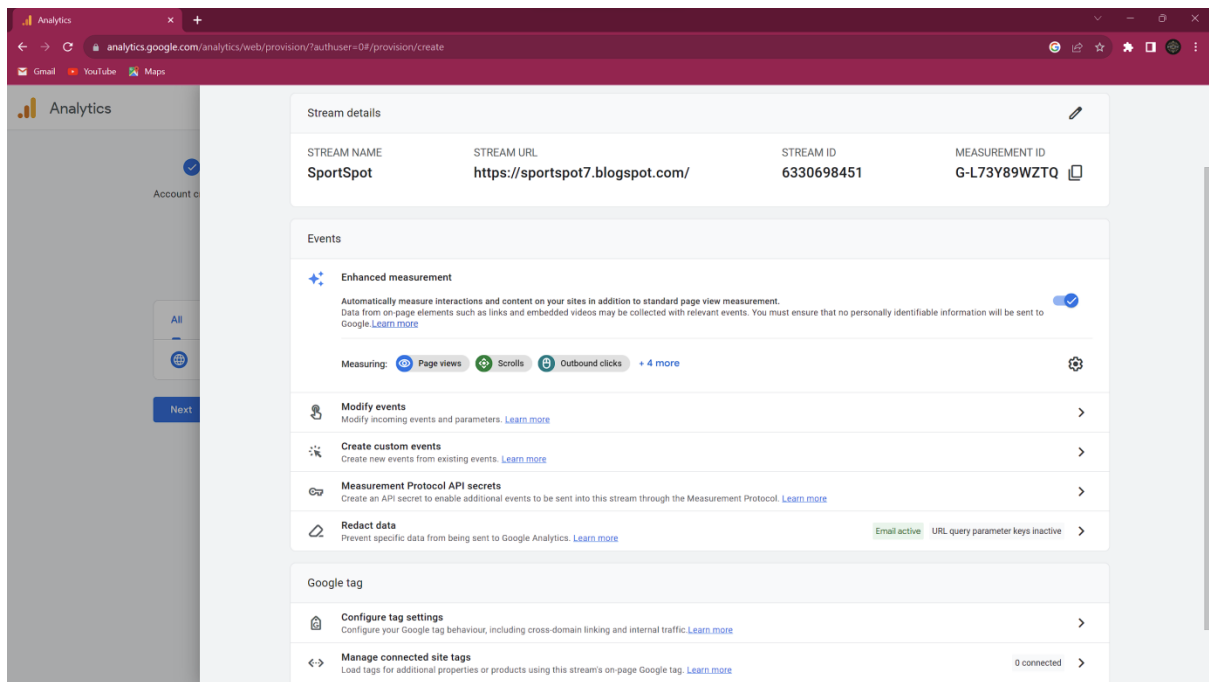 Analytics
analytics.google.com/analytics/web/provision/?authuser=0#/provision/create
Gmail YouTube Maps
Analytics
Account c
All
Next
Stream details
STREAM NAME STREAM URL STREAM ID MEASUREMENT ID
SportSpot https://sportspot7.blogspot.com/ 6330698451 G-L73Y89WZTQ
Events
Enhanced measurement
Automatically measure interactions and content on your sites in addition to standard page view measurement.
Data from on-page elements such as links and embedded videos may be collected with relevant events. You must ensure that no personally identifiable information will be sent to
Google.Learn more
Measuring: Page views Scrolls Outbound clicks + 4 more
Modify events
Modify incoming events and parameters. Learn more
Create custom events
Create new events from existing events. Learn more
Measurement Protocol API secrets
Create an API secret to enable additional events to be sent into this stream through the Measurement Protocol. Learn more
Redact data
Prevent specific data from being sent to Google Analytics. Learn more
Email active URL query parameter keys inactive
Google tag
Configure tag settings
Configure your Google tag behaviour, including cross-domain linking and internal traffic.Learn more
Manage connected site tags
Load tags for additional properties or products using this stream's on-page Google tag. Learn more
0 connected